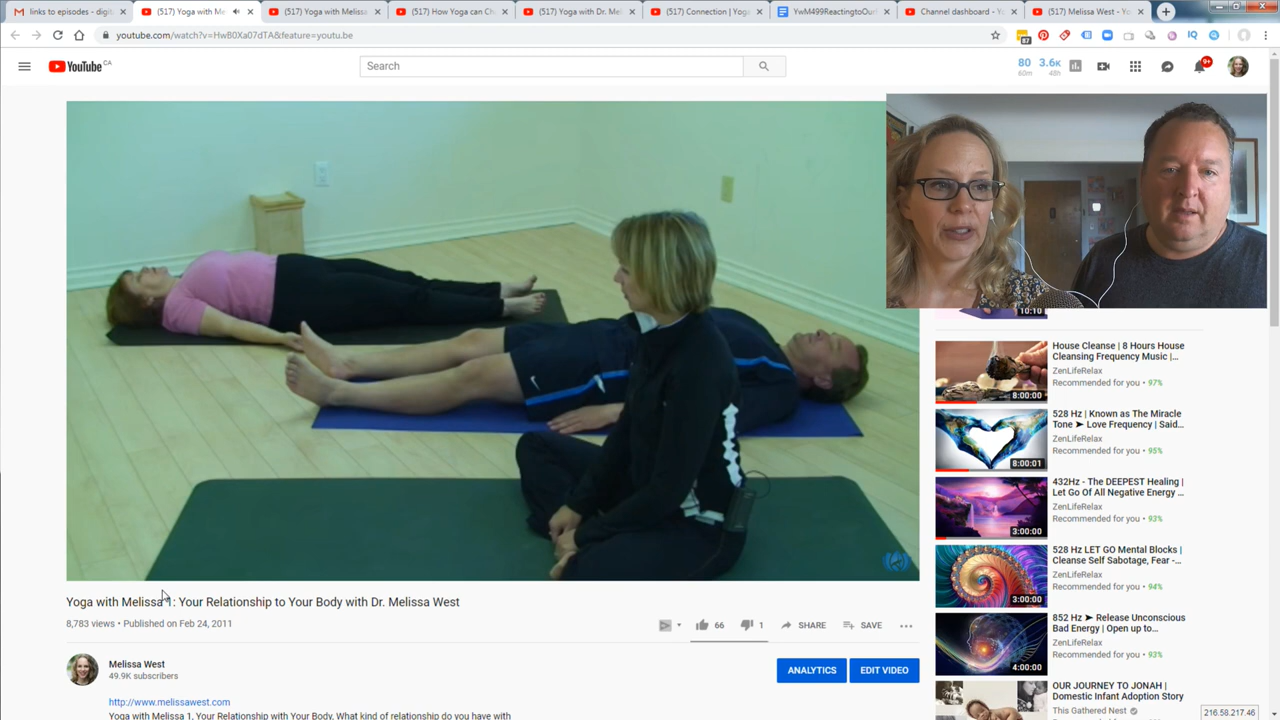 links to episodes - digit
(517) Yoga with Me
(517) Yoga with Melissa
(517) How Yoga can Ch
(517) Yoga with Dr. Mel
(517) Connection | Yoga
YwM499ReactingtoOurF
Channel dashboard - Yo
(517) Melissa West - Yo
youtube.com/watch?v=HwB0Xa07dTA&feature=youtu.be
87
YouTube CA
Search
80 3.6K
60m 48h
9+
10:10
House Cleanse | 8 Hours House
Cleansing Frequency Music |...
ZenLifeRelax
Recommended for you • 97%
8:00:00
528 Hz | Known as The Miracle
Tone ➤ Love Frequency | Said...
ZenLifeRelax
Recommended for you • 95%
8:00:01
432Hz - The DEEPEST Healing |
Let Go Of All Negative Energy ...
ZenLifeRelax
Recommended for you • 93%
3:00:00
528 Hz LET GO Mental Blocks |
Cleanse Self Sabotage, Fear -...
ZenLifeRelax
Recommended for you • 94%
3:00:00
852 Hz ➤ Release Unconscious
Bad Energy | Open up to...
ZenLifeRelax
Recommended for you • 93%
4:00:00
OUR JOURNEY TO JONAH |
Domestic Infant Adoption Story
This Gathered Nest
216.58.217.46
Yoga with Melissa 1: Your Relationship to Your Body with Dr. Melissa West
8,783 views • Published on Feb 24, 2011
66 1 SHARE SAVE
Melissa West
49.9K subscribers
ANALYTICS EDIT VIDEO
http://www.melissawest.com
Yoga with Melissa 1, Your Relationship with Your Body. What kind of relationship do you have with